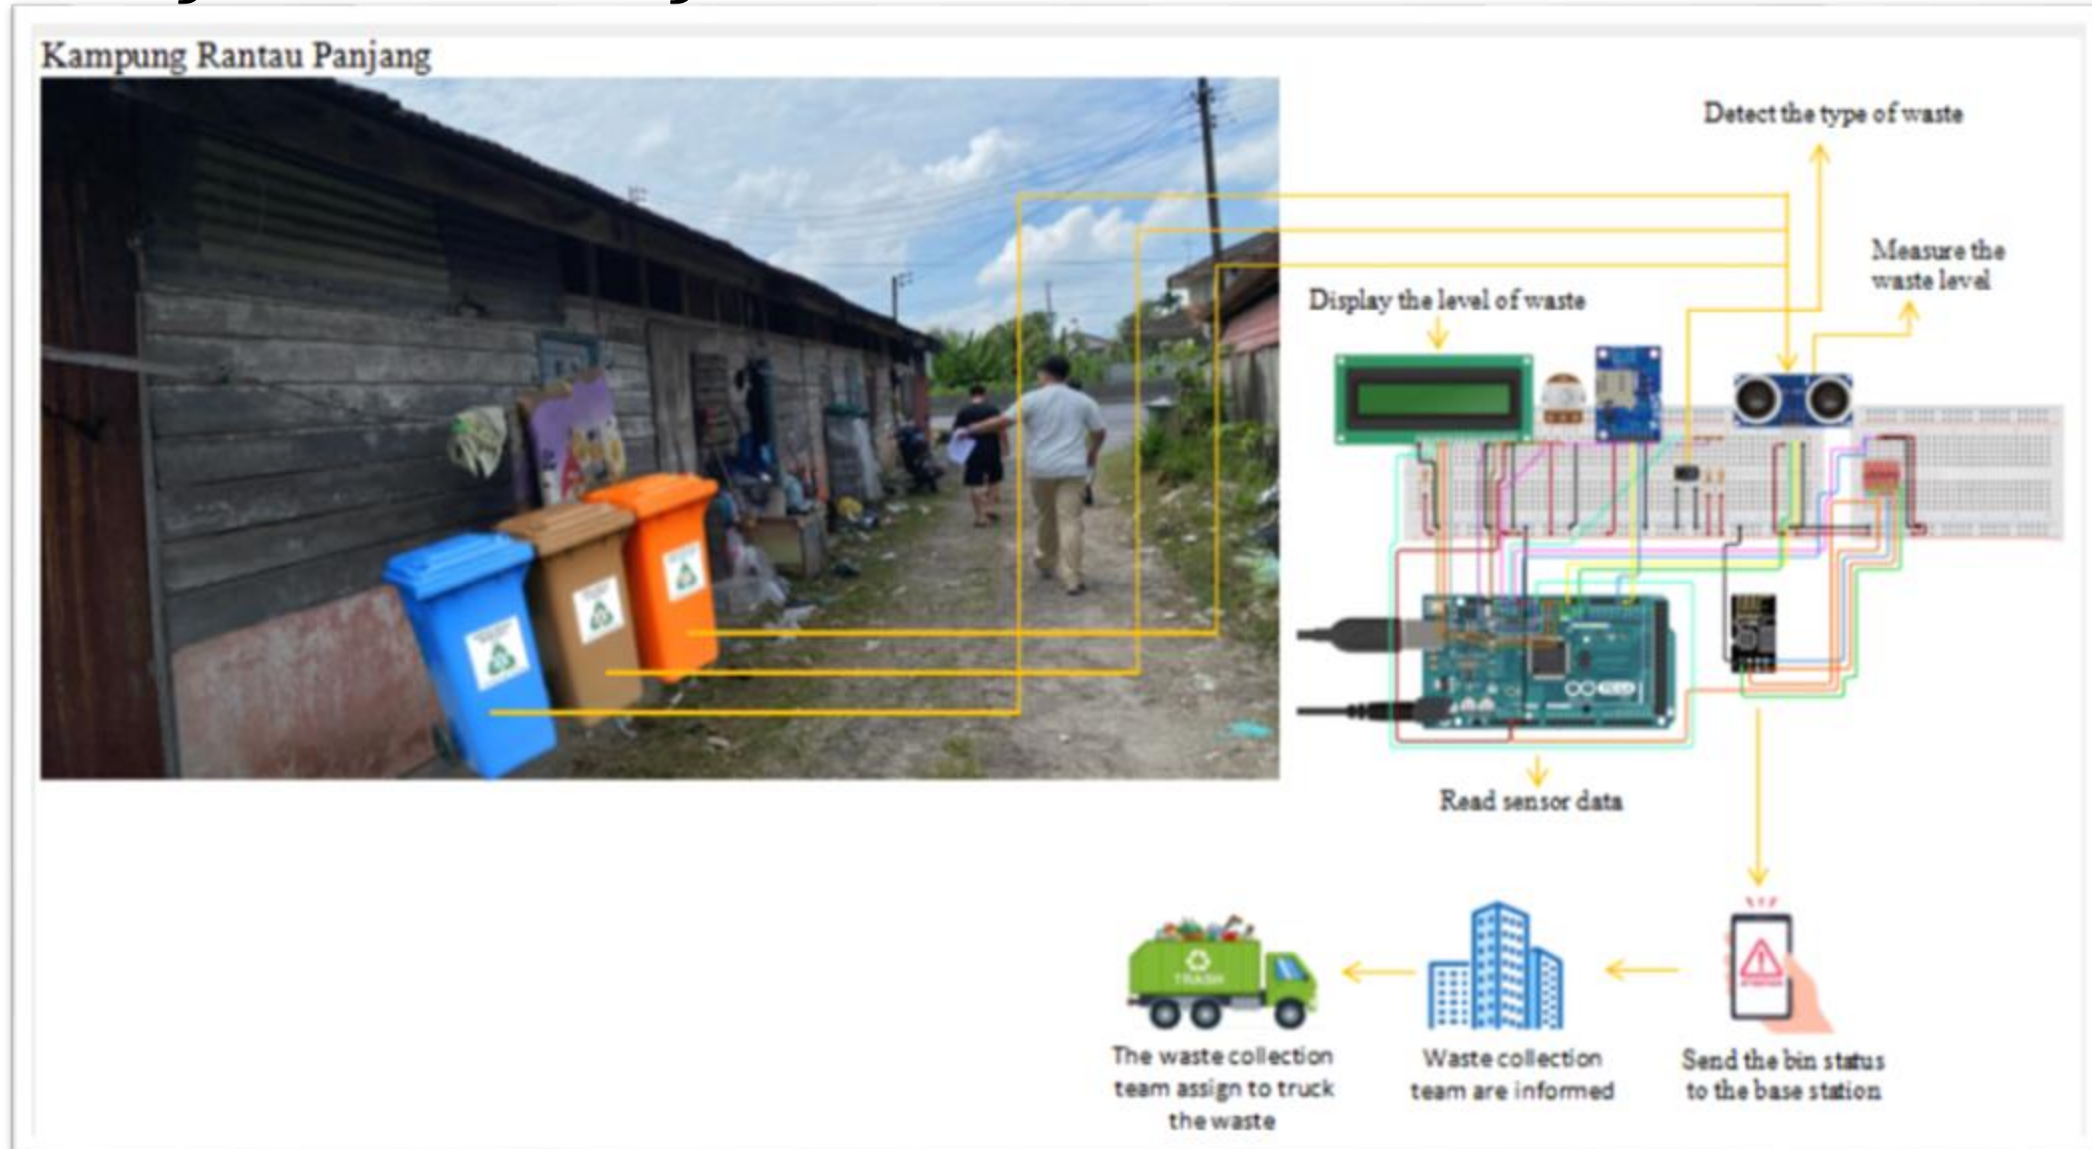 Kampung Rantau Panjang
Detect the type of waste
Measure the
waste level
Display the level of waste
Read sensor data
TRASH
The waste collection
team assign to truck
the waste
Waste collection
team are informed
Send the bin status
to the base station